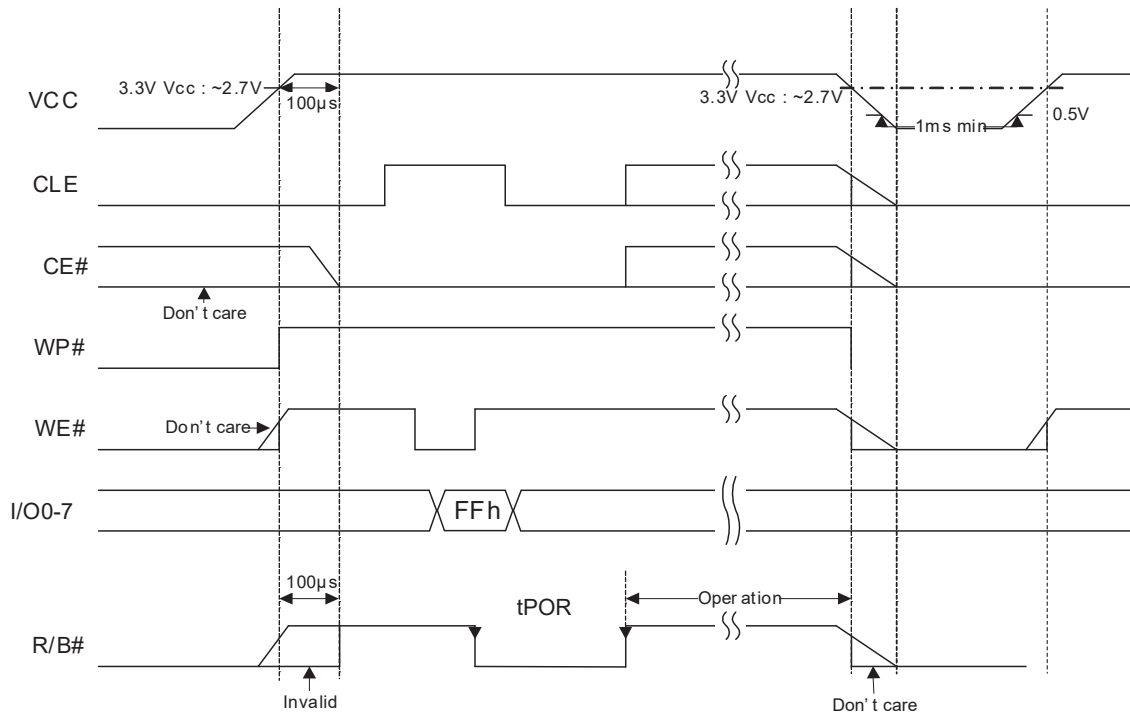 3.3V Vcc : ~2.7V
100µs
VCC
3.3V Vcc : ~2.7V
1ms min
0.5V
CLE
CE#
Don't care
WP#
Don't care
WE#
I/O0-7
FFh
100µs
tPOR
Operation
R/B#
Invalid
Don't care